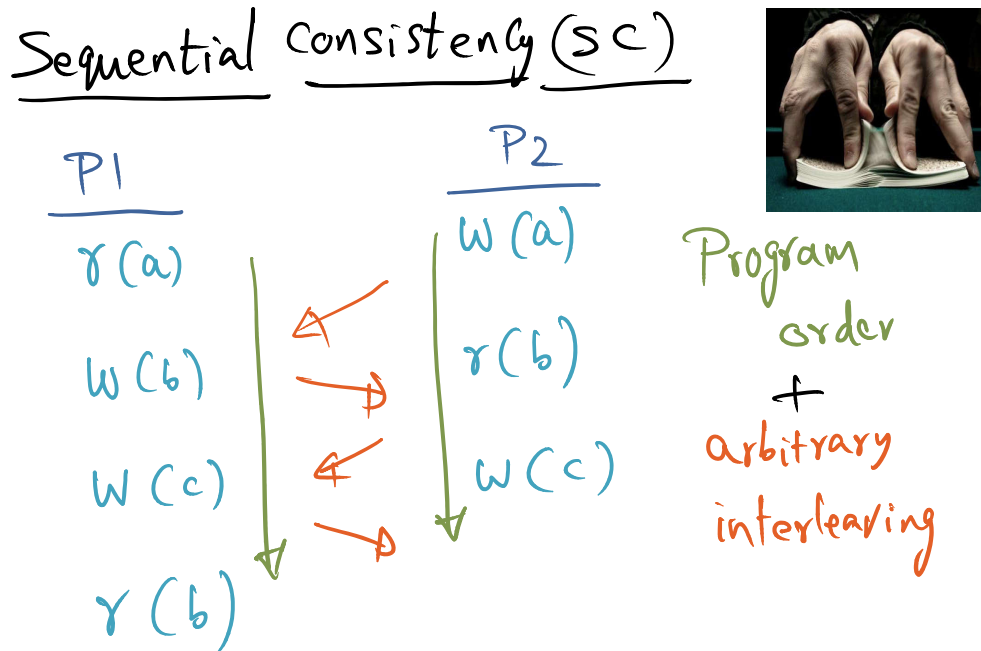 Sequential Consistency (SC)
P1
r(a)
W(b)
W(c)
r(b)
P2
W(a)
r(b)
W(c)
Program
order
+
arbitrary
interleaving